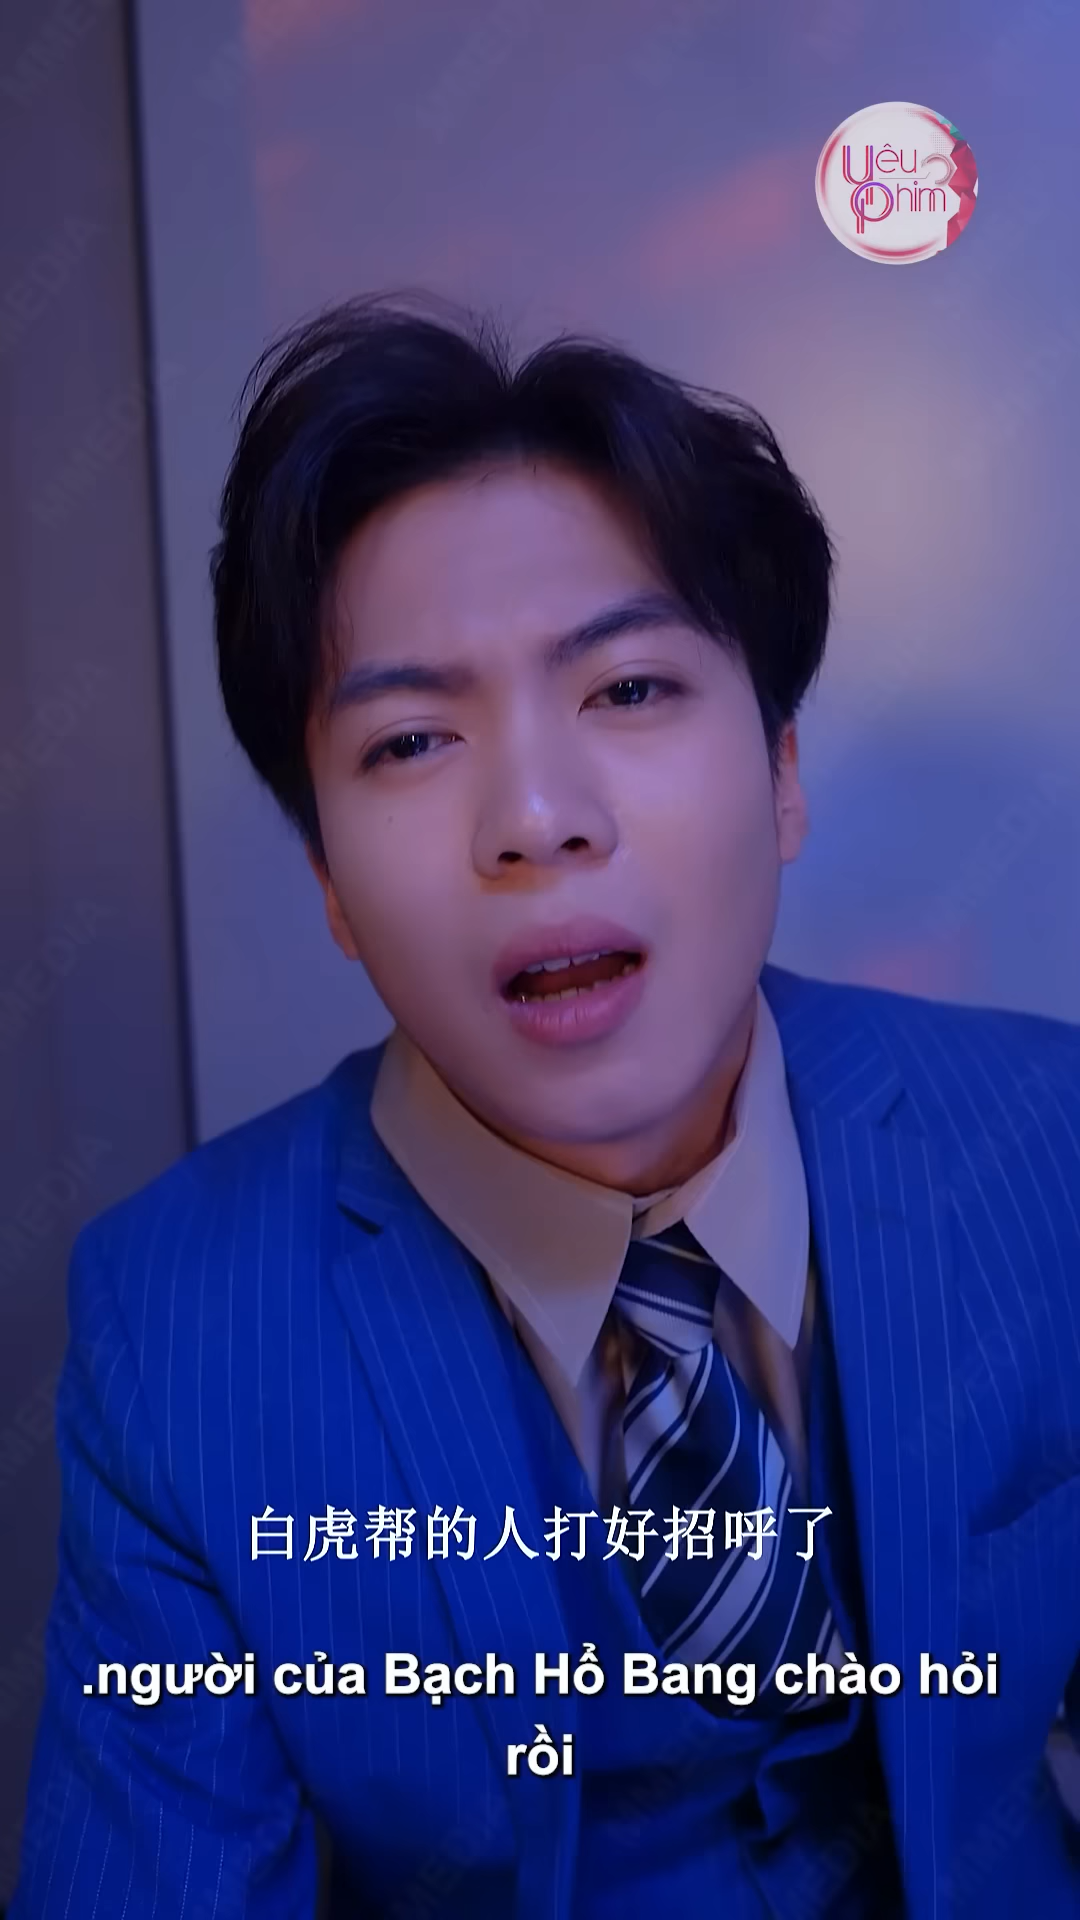 Yêu
Phim
白虎帮的人打好招呼了
.người của Bạch Hổ Bang chào hỏi
rồi
MMEDIA